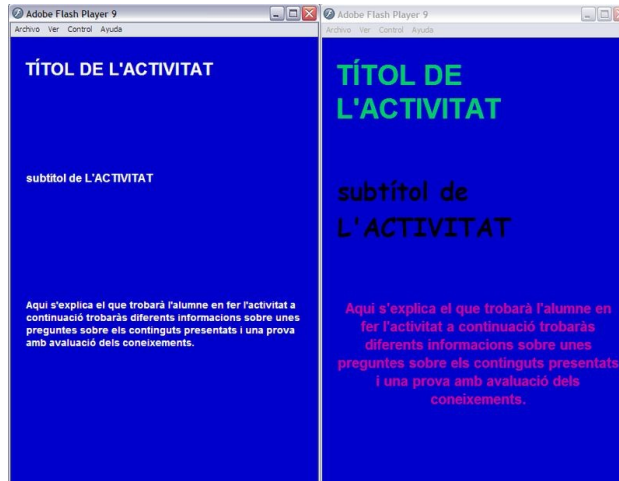 Adobe Flash Player 9
Archivo Ver Control Ayuda
TÍTOL DE L'ACTIVITAT
subtítol de L'ACTIVITAT
Aqui s'explica el que trobarà l'alumne en fer l'activitat a
continuació trobaràs diferents informacions sobre unes
preguntes sobre els continguts presentats i una prova
amb avaluació dels coneixements.
Adobe Flash Player 9
Archivo Ver Control Ayuda
TÍTOL DE
L'ACTIVITAT
subtítol de
L'ACTIVITAT
Aqui s'explica el que trobarà l'alumne en
fer l'activitat a continuació trobaràs
diferents informacions sobre unes
preguntes sobre els continguts presentats
i una prova amb avaluació dels
coneixements.